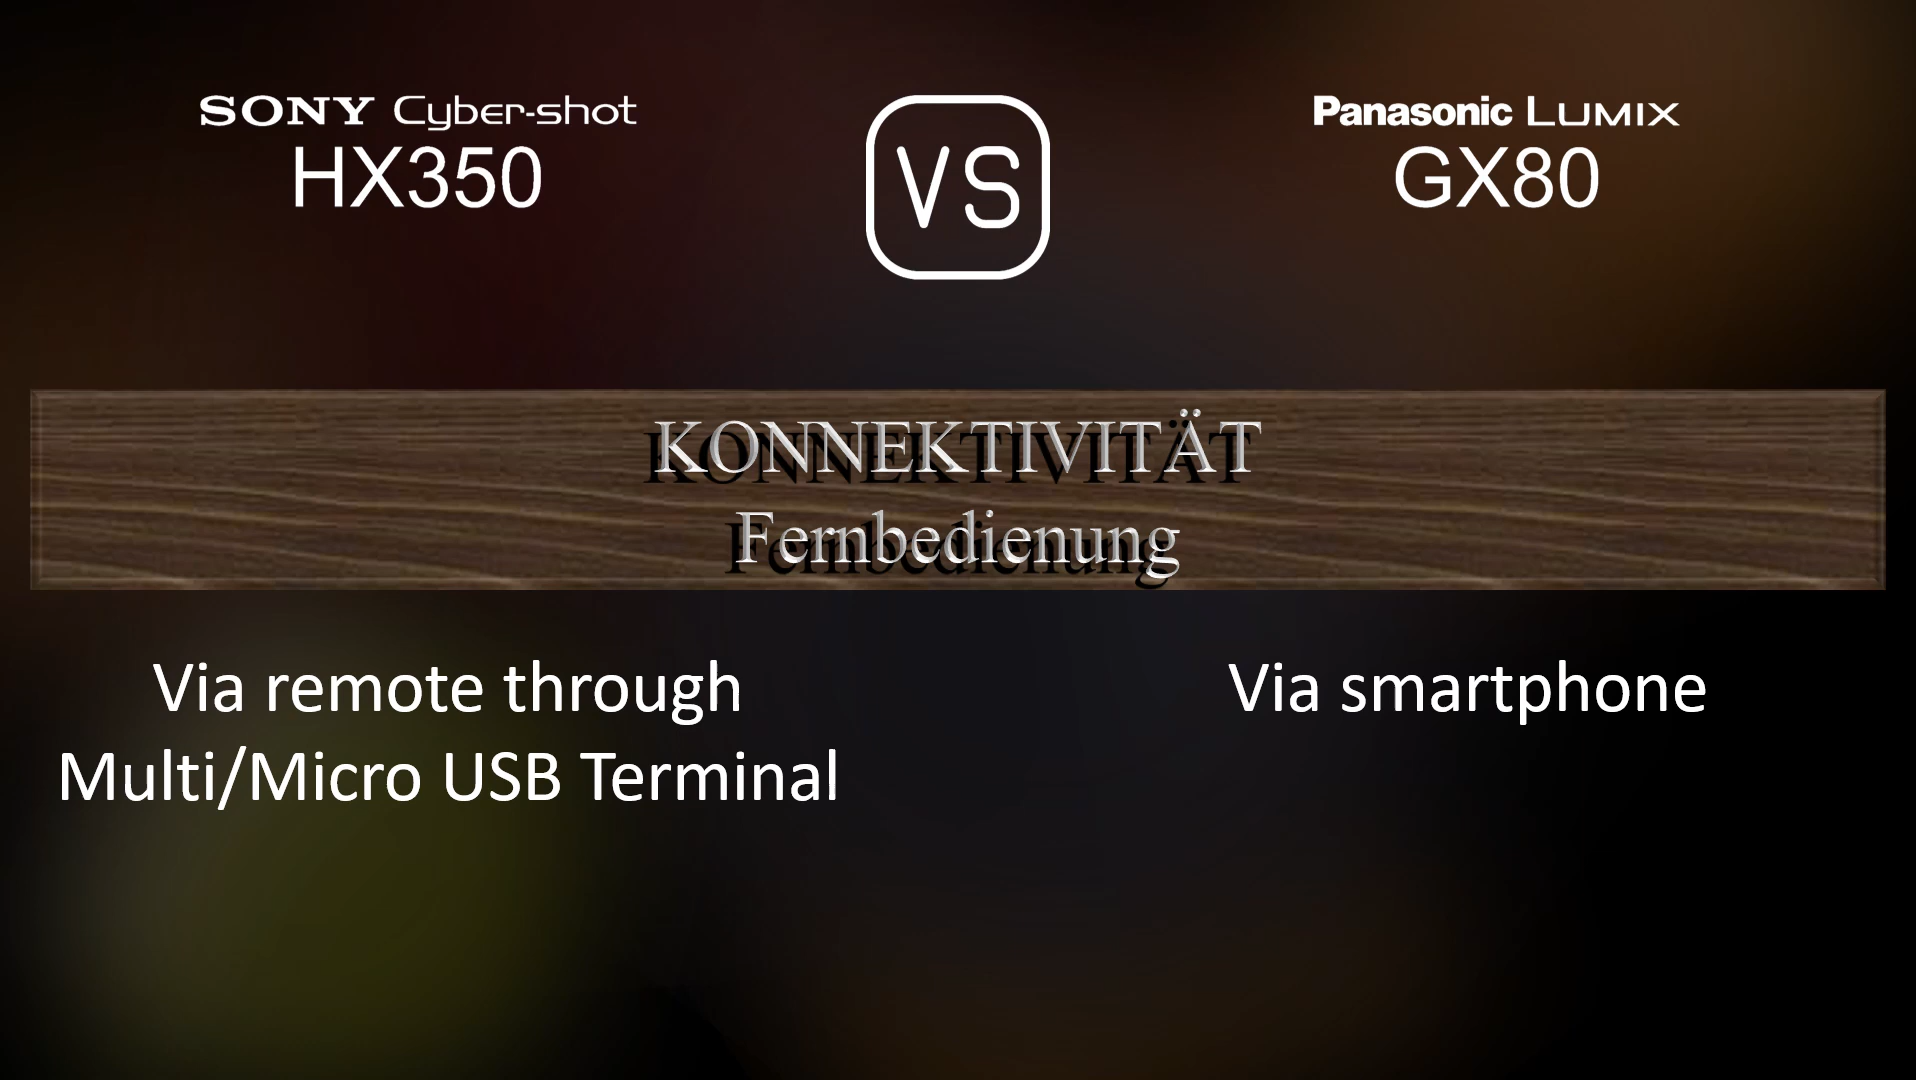 SONY Cyber-shot
HX350
VS
Panasonic LUMIX
GX80
KONNEKTIVITÄT
Fernbedienung
Via remote through
Multi/Micro USB Terminal
Via smartphone